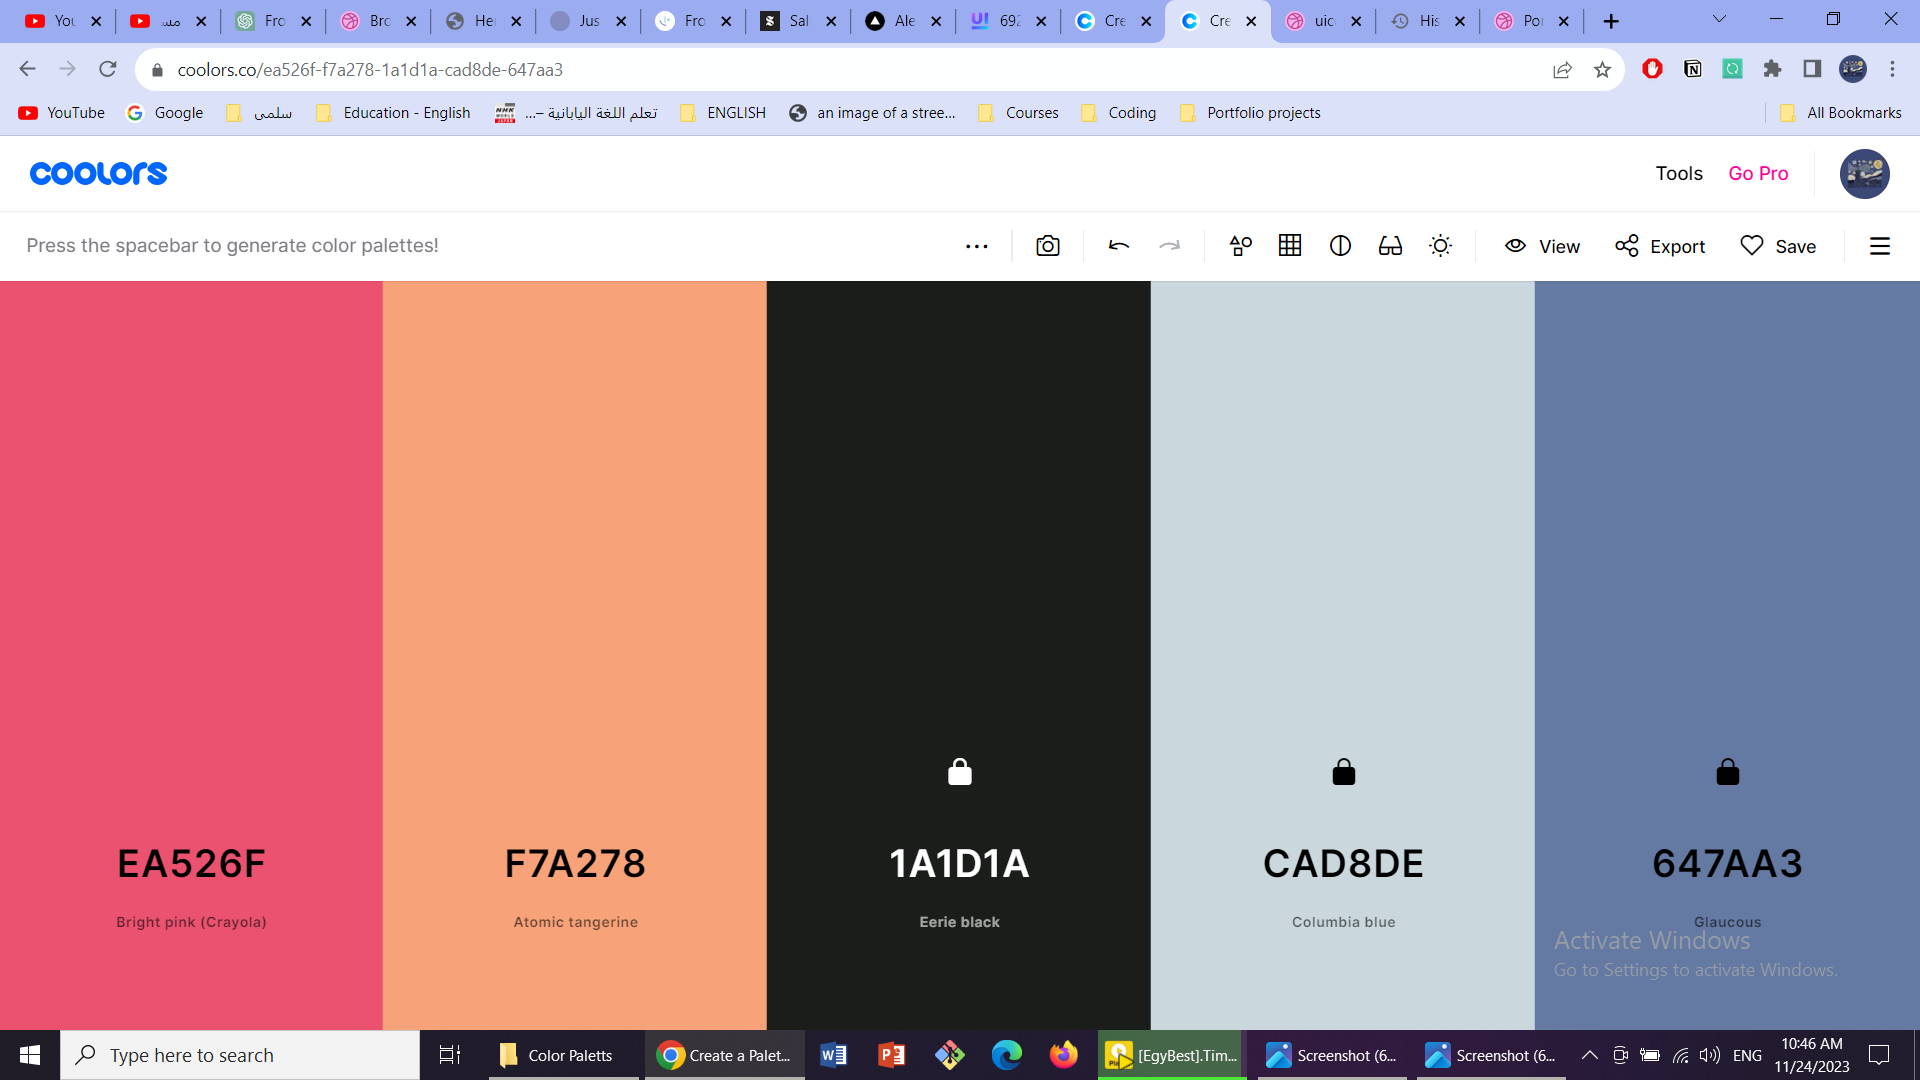 You
مس
Fro
Bro
Her
Jus
Fro
Sal
Ale
692
Cre
Cre
uic
His
Por
coolors.co/ea526f-f7a278-1a1d1a-cad8de-647aa3
YouTube
Google
سلمى
Education - English
تعلم اللغة اليابانية –...
ENGLISH
an image of a stree...
Courses
Coding
Portfolio projects
All Bookmarks
coolors
Tools
Go Pro
Press the spacebar to generate color palettes!
View
Export
Save
EA526F
F7A278
1A1D1A
CAD8DE
647AA3
Bright pink (Crayola)
Atomic tangerine
Eerie black
Columbia blue
Glaucous
Activate Windows
Go to Settings to activate Windows.
Type here to search
Color Paletts
Create a Palet...
[EgyBest].Tim...
Screenshot (6...
Screenshot (6...
ENG
10:46 AM
11/24/2023